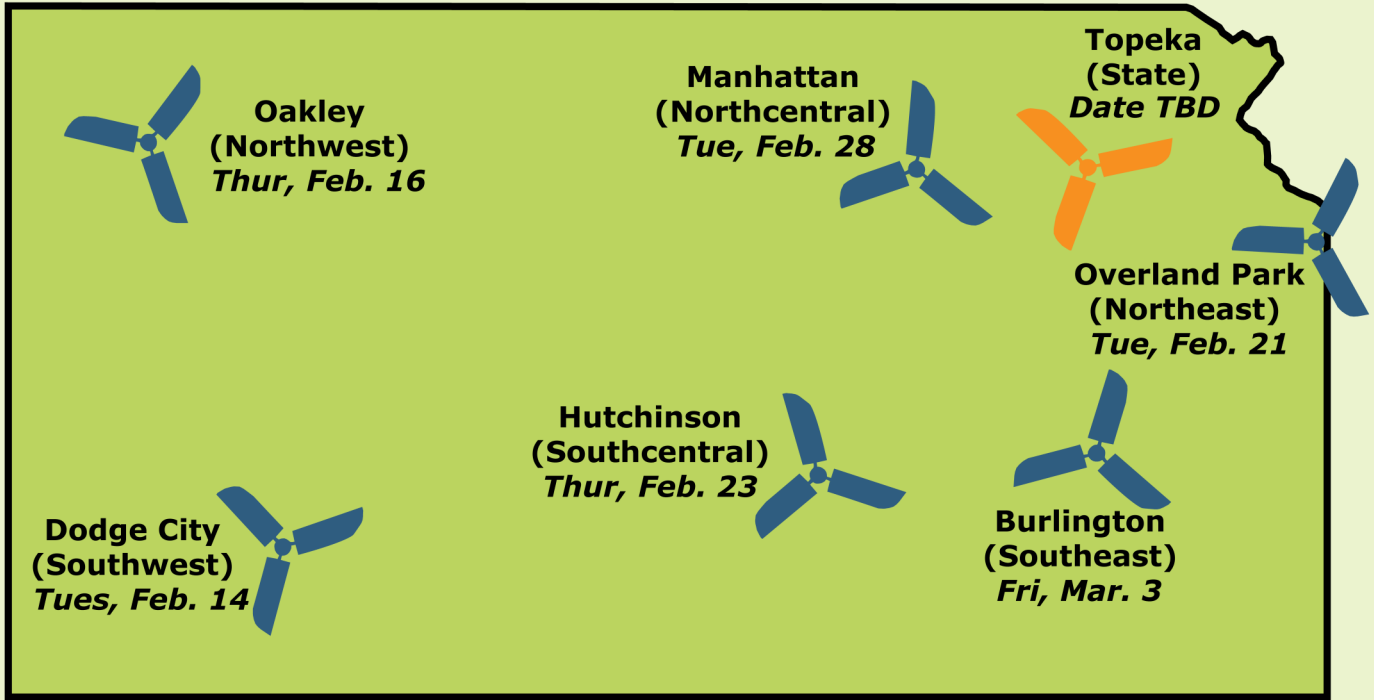 Topeka
(State)
Date TBD
Manhattan
(Northcentral)
Tue, Feb. 28
Oakley
(Northwest)
Thur, Feb. 16
Overland Park
(Northeast)
Tue, Feb. 21
Hutchinson
(Southcentral)
Thur, Feb. 23
Burlington
(Southeast)
Fri, Mar. 3
Dodge City
(Southwest)
Tues, Feb. 14